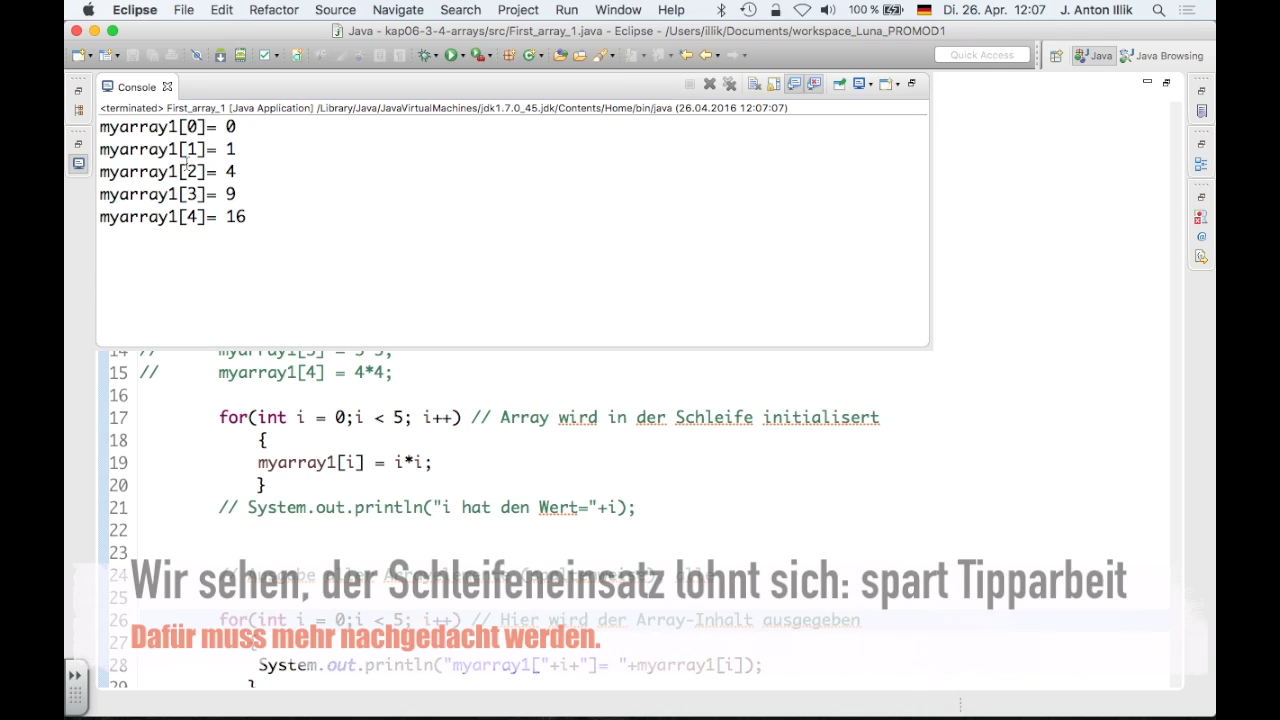 Eclipse File Edit Refactor Source Navigate Search Project Run Window Help 100 % Di. 26. Apr. 12:07 J. Anton Illik
Java - kap06-3-4-arrays/src/First_array_1.java - Eclipse - /Users/illik/Documents/workspace_Luna_PROMOD1
Quick Access Java Java Browsing
Console
<terminated> First_array_1 [Java Application] /Library/Java/JavaVirtualMachines/jdk1.7.0_45.jdk/Contents/Home/bin/java (26.04.2016 12:07:07)
myarray1[0]= 0
myarray1[1]= 1
myarray1[2]= 4
myarray1[3]= 9
myarray1[4]= 16
14 // myarray1[3] = 3*3;
15 // myarray1[4] = 4*4;
16
17 for(int i = 0;i < 5; i++) // Array wird in der Schleife initialisert
18 {
19 myarray1[i] = i*i;
20 }
21 // System.out.println("i hat den Wert="+i);
22
23
24
Wir sehen, der Schleifeneinsatz lohnt sich: spart Tipparbeit
25
26 for(int i = 0;i < 5; i++) // Hier wird der Array-Inhalt ausgegeben
Dafür muss mehr nachgedacht werden.
27 {
28 System.out.println("myarray1["+i+"]= "+myarray1[i]);
29 }